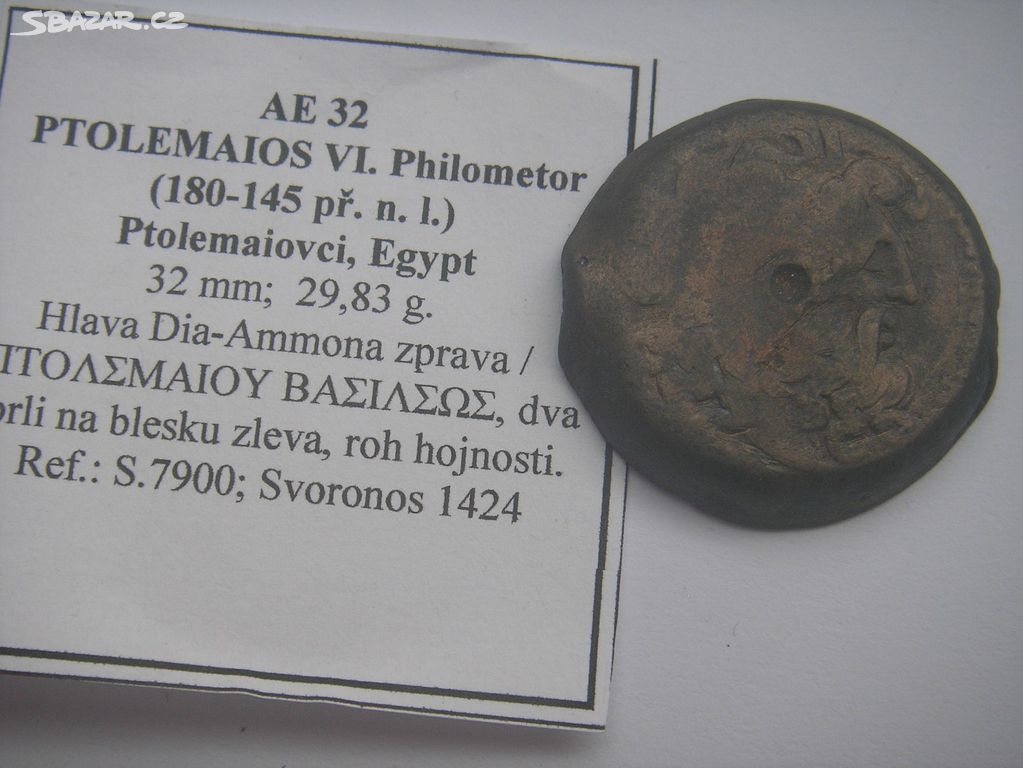 SBAZAR.CZ
AE 32
PTOLEMAIOS VI. Philometor
(180-145 př. n. l.)
Ptolemaiovci, Egypt
32 mm; 29,83 g.
Hlava Dia-Ammona zprava /
ΠΤΟΛΣΜΑΙΟΥ ΒΑΣΙΛΣΩΣ, dva
orli na blesku zleva, roh hojnosti.
Ref.: S.7900; Svoronos 1424